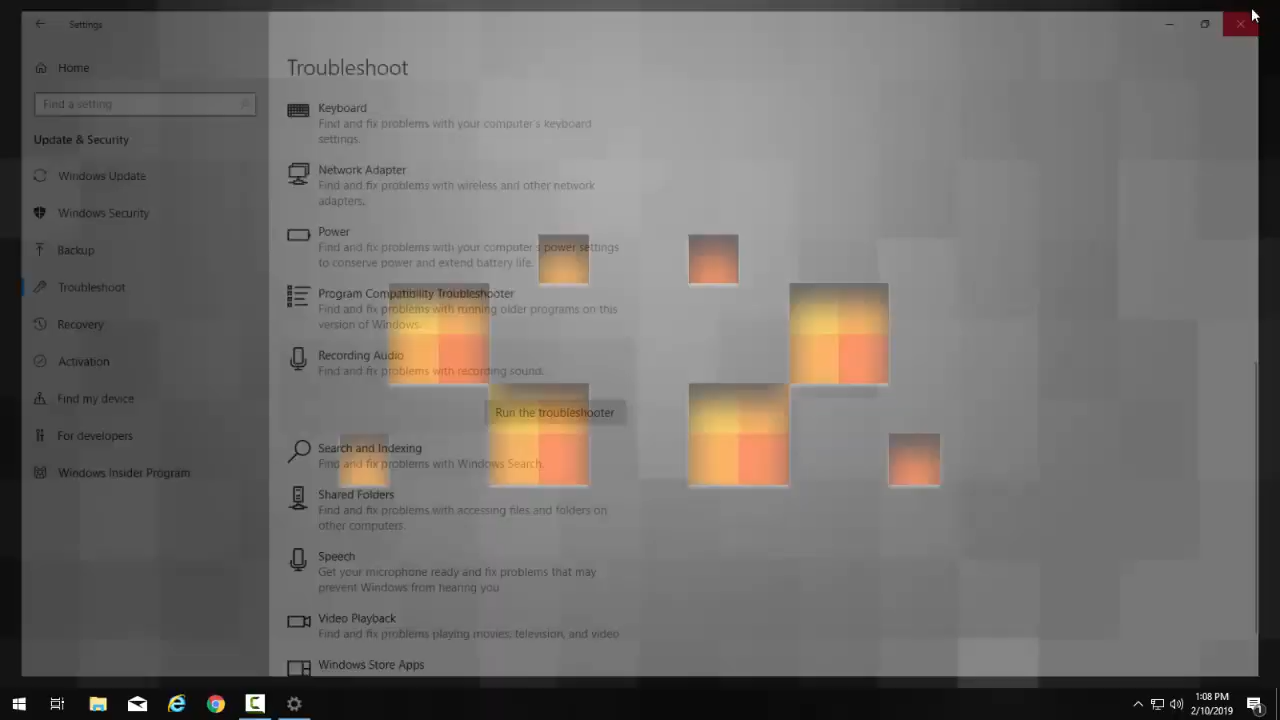 Settings
Home
Find a setting
Update & Security
Windows Update
Windows Security
Backup
Troubleshoot
Recovery
Activation
Find my device
For developers
Windows Insider Program
Troubleshoot
Keyboard
Find and fix problems with your computer's keyboard
settings.
Network Adapter
Find and fix problems with wireless and other network
adapters.
Power
Find and fix problems with your computer's power settings
to conserve power and extend battery life.
Program Compatibility Troubleshooter
Find and fix problems with running older programs on this
version of Windows.
Recording Audio
Find and fix problems with recording sound.
Run the troubleshooter
Search and Indexing
Find and fix problems with Windows Search.
Shared Folders
Find and fix problems with accessing files and folders on
other computers.
Speech
Get your microphone ready and fix problems that may
prevent Windows from hearing you
Video Playback
Find and fix problems playing movies, television, and video
Windows Store Apps
1:08 PM
2/10/2019
1